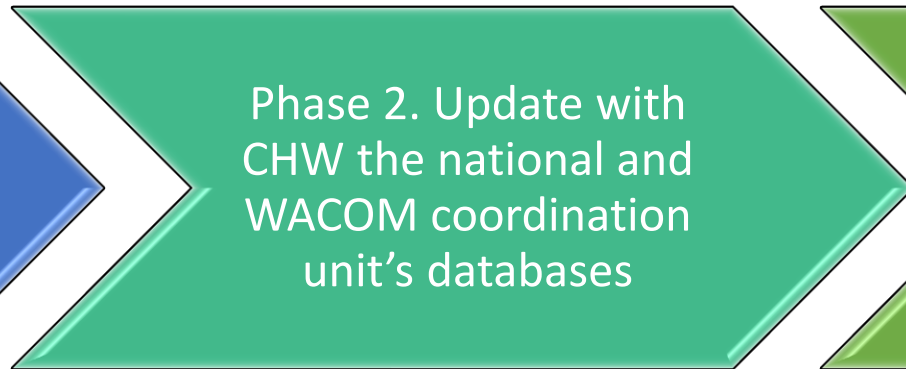 Phase 2. Update with
CHW the national and
WACOM coordination
unit’s databases